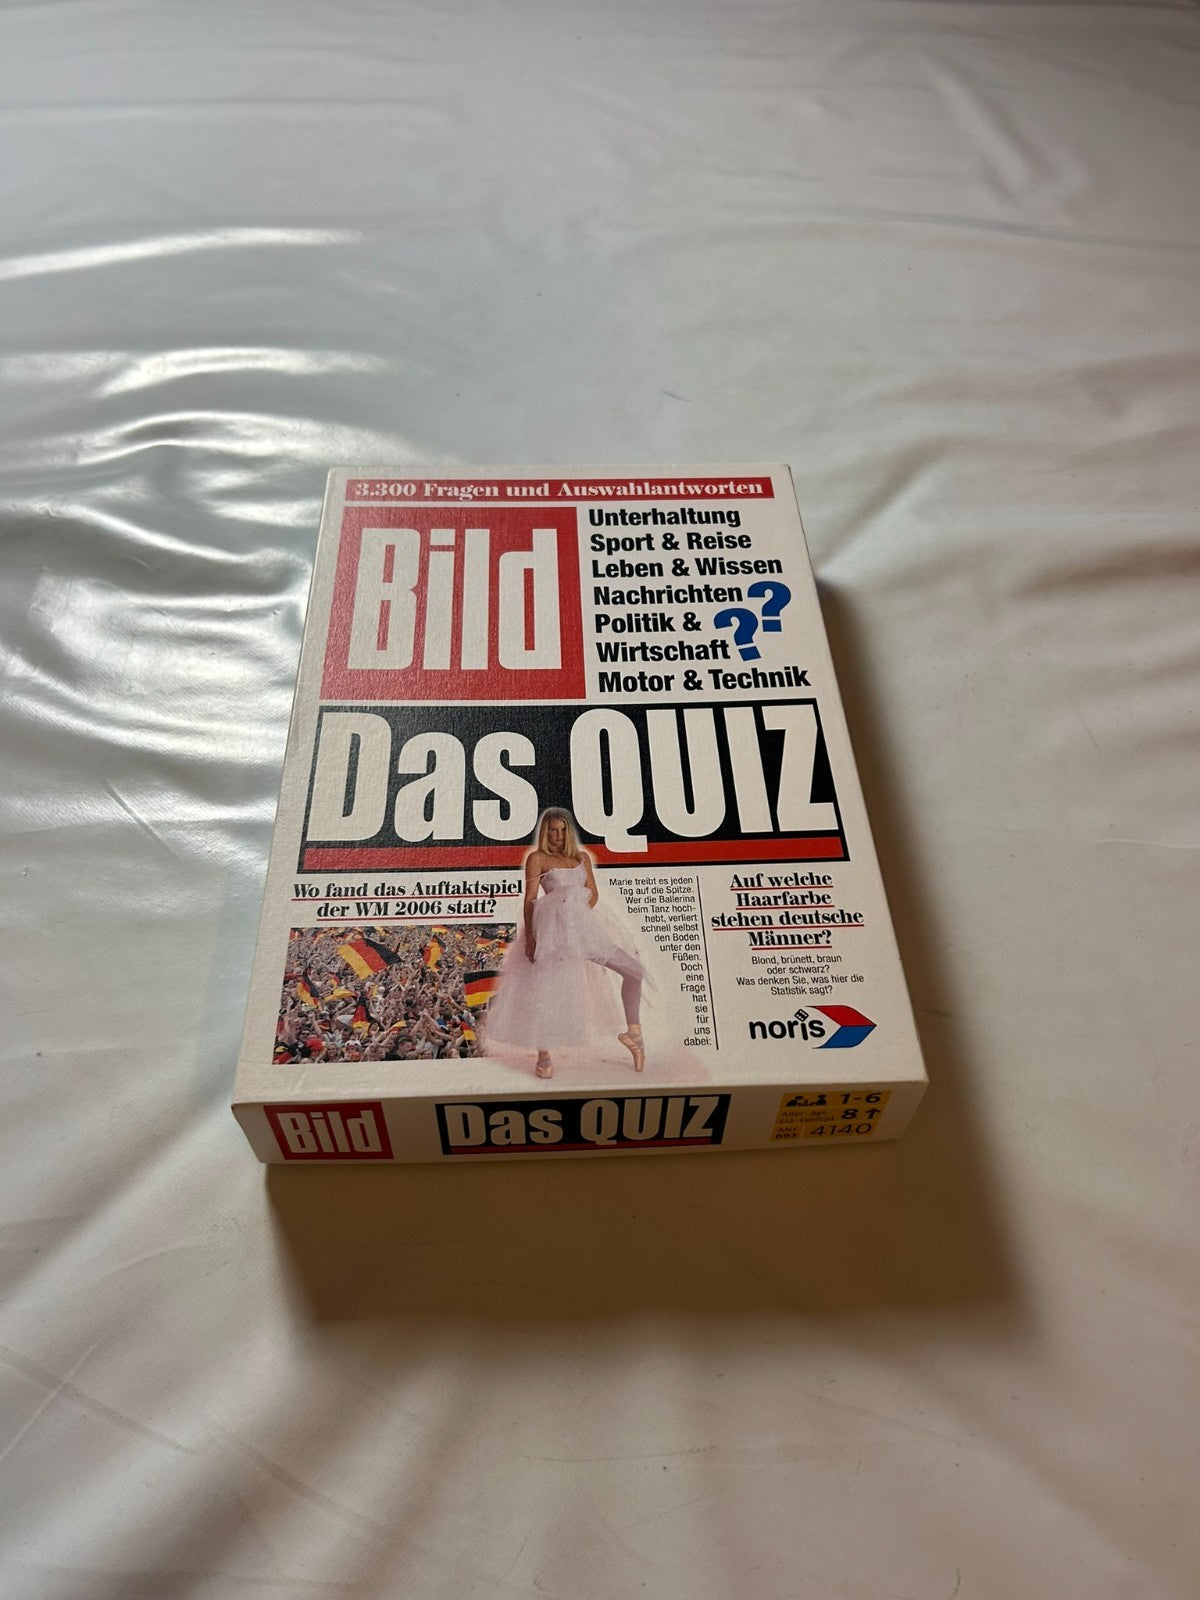 3.300 Fragen und Auswahlantworten
Bild
Unterhaltung
Sport & Reise
Leben & Wissen
Nachrichten
Politik &
Wirtschaft
??
Motor & Technik
Das QUIZ
Wo fand das Auftaktspiel
der WM 2006 statt?
Marie treibt es jeden
Tag auf die Spitze.
Wer die Ballerina
beim Tanz hoch-
hebt, verliert
schnell selbst
den Boden
unter den
Füßen.
Doch
eine
Frage
hat
sie
für
uns
dabei:
Auf welche
Haarfarbe
stehen deutsche
Männer?
Blond, brünett, braun
oder schwarz?
Was denken Sie, was hier die
Statistik sagt?
noris
Bild
Das QUIZ
1-6
8
4140